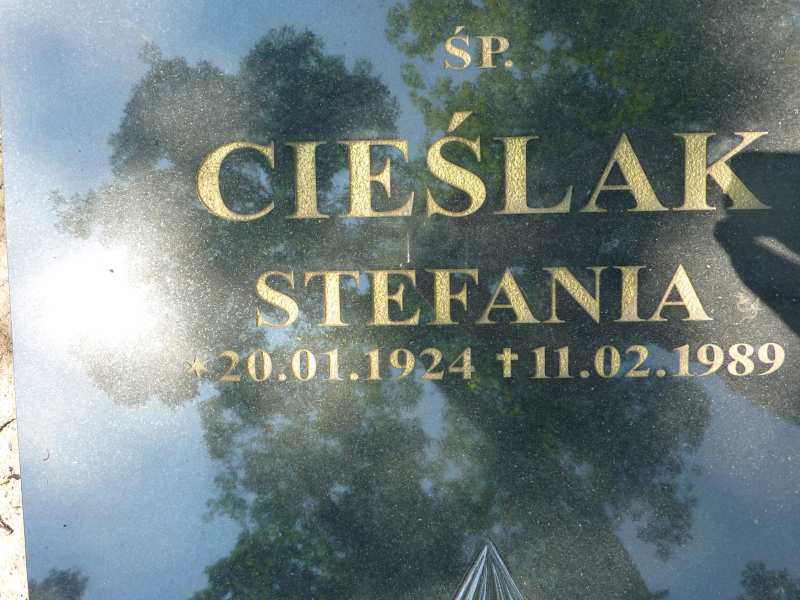 ŚP.
CIEŚLAK
STEFANIA
*20.01.1924 ✝11.02.1989